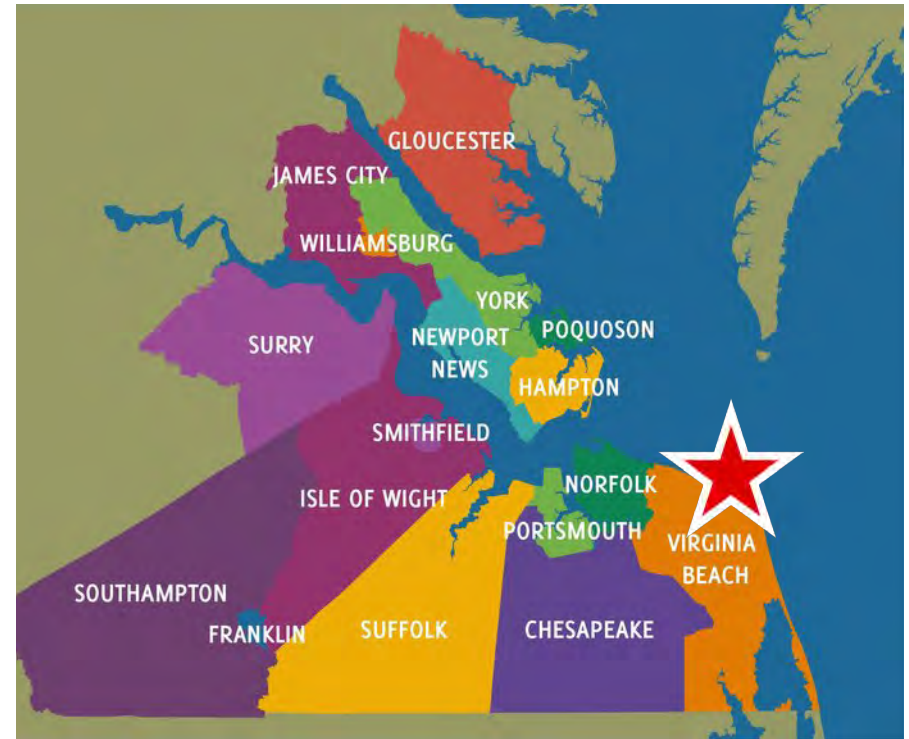 GLOUCESTER
JAMES CITY
WILLIAMSBURG
YORK
POQUOSON
NEWPORT
NEWS
SURRY
HAMPTON
SMITHFIELD
NORFOLK
ISLE OF WIGHT
PORTSMOUTH
VIRGINIA
BEACH
SOUTHAMPTON
FRANKLIN
SUFFOLK
CHESAPEAKE